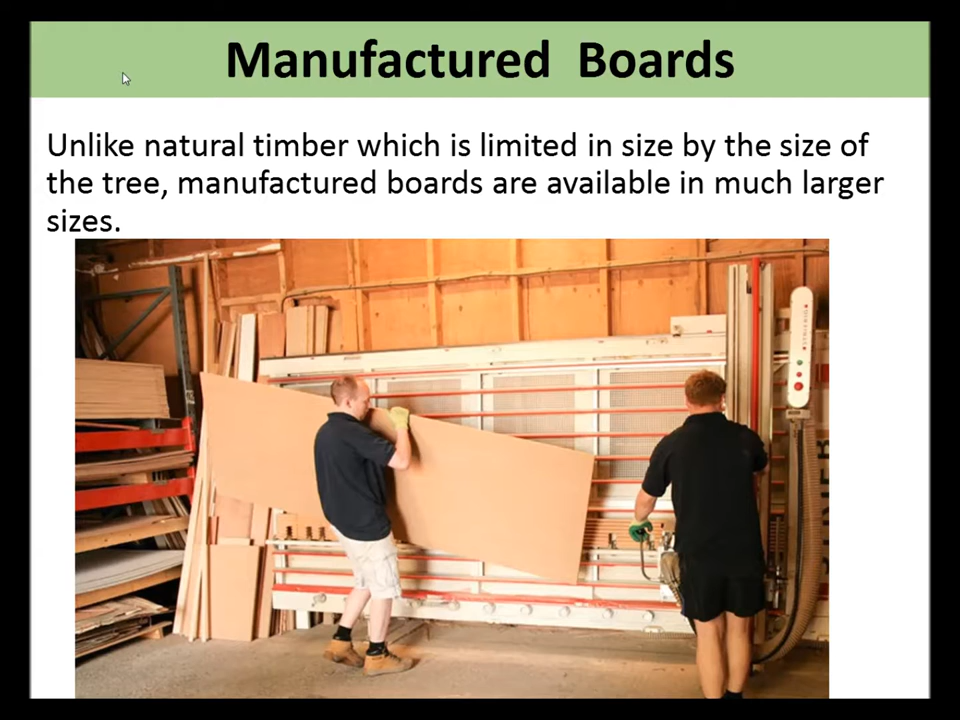 Manufactured Boards
Unlike natural timber which is limited in size by the size of
the tree, manufactured boards are available in much larger
sizes.